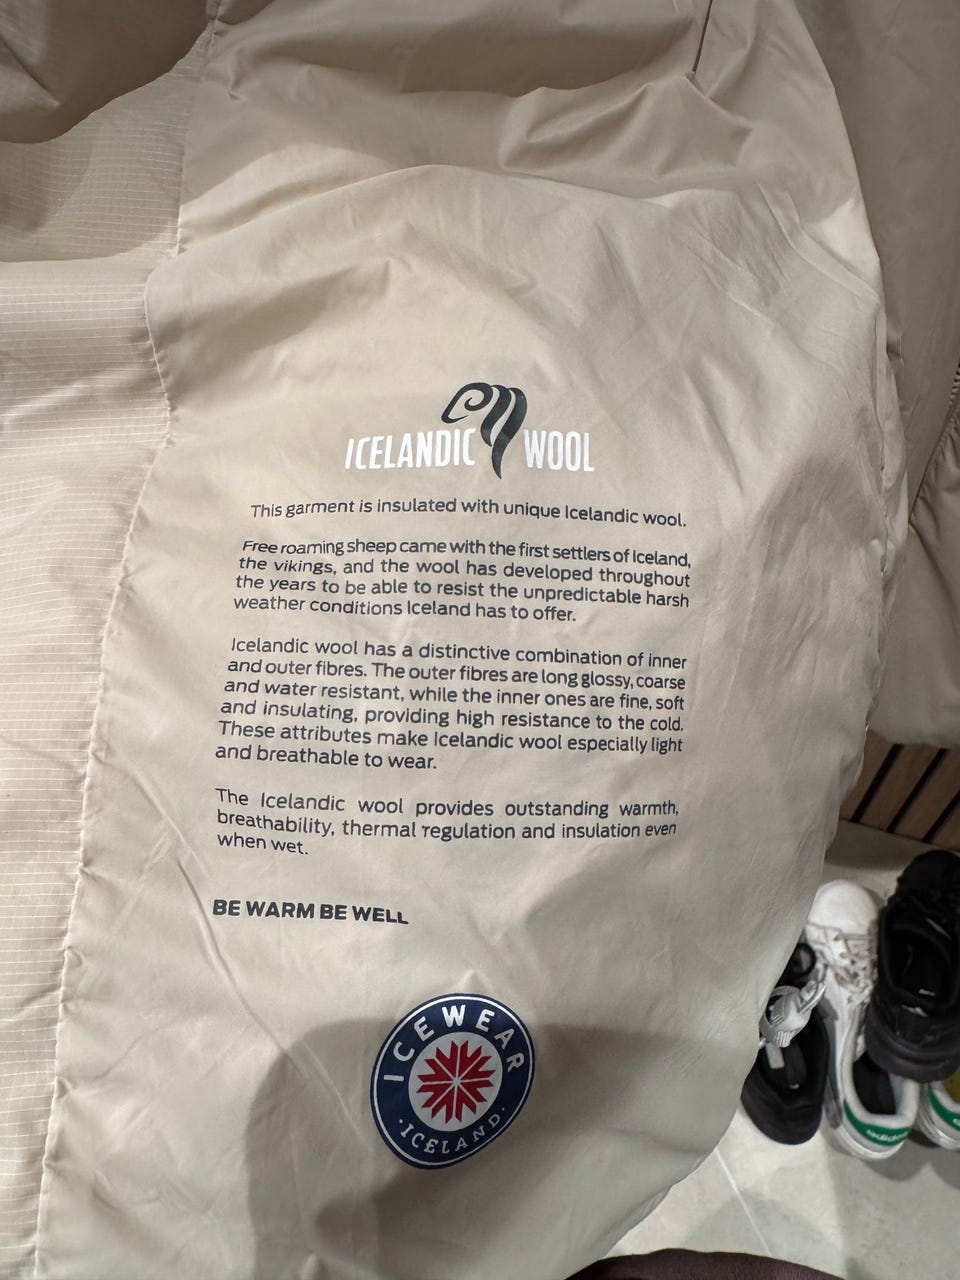 ICELANDIC WOOL
This garment is insulated with unique Icelandic wool.
Free roaming sheep came with the first settlers of Iceland,
the vikings, and the wool has developed throughout
the years to be able to resist the unpredictable harsh
weather conditions Iceland has to offer.
Icelandic wool has a distinctive combination of inner
and outer fibres. The outer fibres are long glossy, coarse
and water resistant, while the inner ones are fine, soft
and insulating, providing high resistance to the cold.
These attributes make Icelandic wool especially light
and breathable to wear.
The Icelandic wool provides outstanding warmth,
breathability, thermal regulation and insulation even
when wet.
BE WARM BE WELL
ICEWEAR
·ICELAND·
adidas